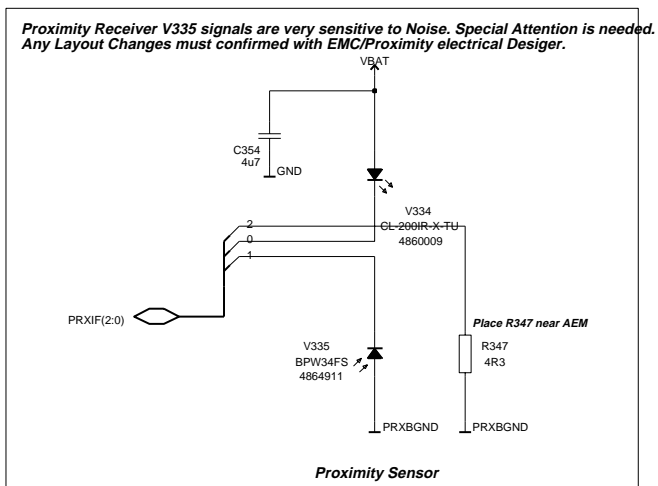 Proximity Receiver V335 signals are very sensitive to Noise. Special Attention is needed.
Any Layout Changes must confirmed with EMC/Proximity electrical Desiger.
VBAT
C354
4u7
GND
V334
CL-200IR-X-TU
4860009
2
0
1
PRXIF(2:0)
Place R347 near AEM
V335
BPW34FS
4864911
R347
4R3
PRXBGND
PRXBGND
Proximity Sensor